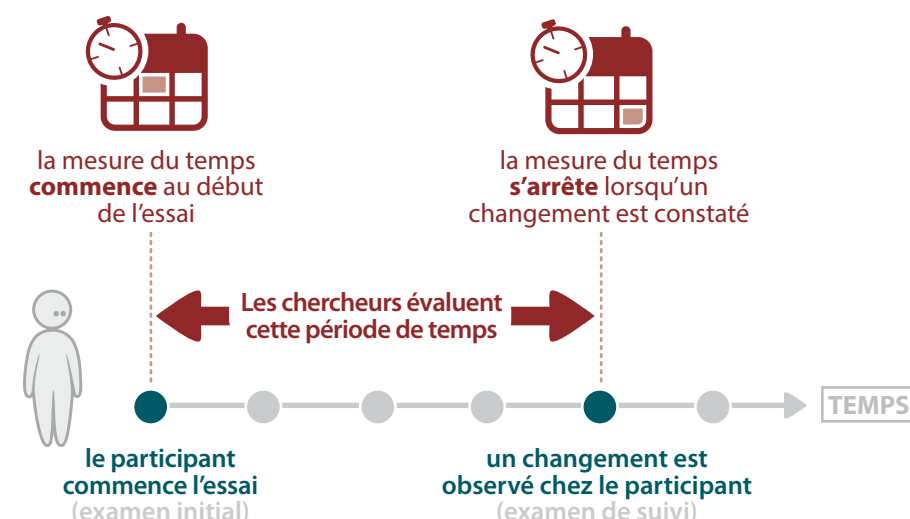 la mesure du temps
commence au début
de l'essai
la mesure du temps
s'arrête lorsqu'un
changement est constaté
Les chercheurs évaluent
cette période de temps
TEMPS
le participant
commence l'essai
(examen initial)
un changement est
observé chez le participant
(examen de suivi)